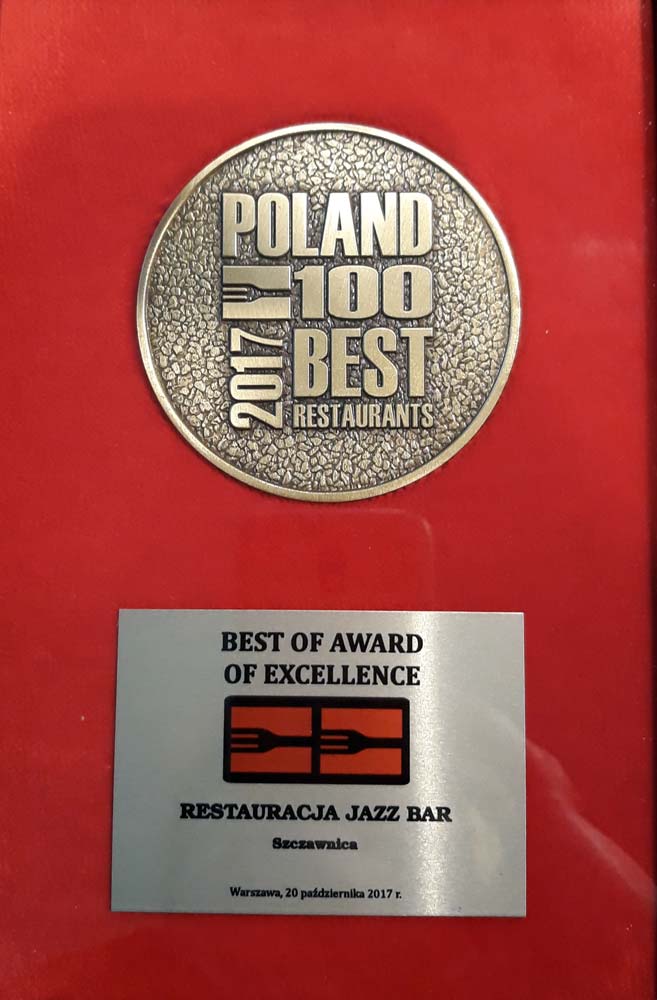 POLAND
100
2017
BEST
RESTAURANTS
BEST OF AWARD
OF EXCELLENCE
RESTAURACJA JAZZ BAR
Szczawnica
Warszawa, 20 października 2017 r.